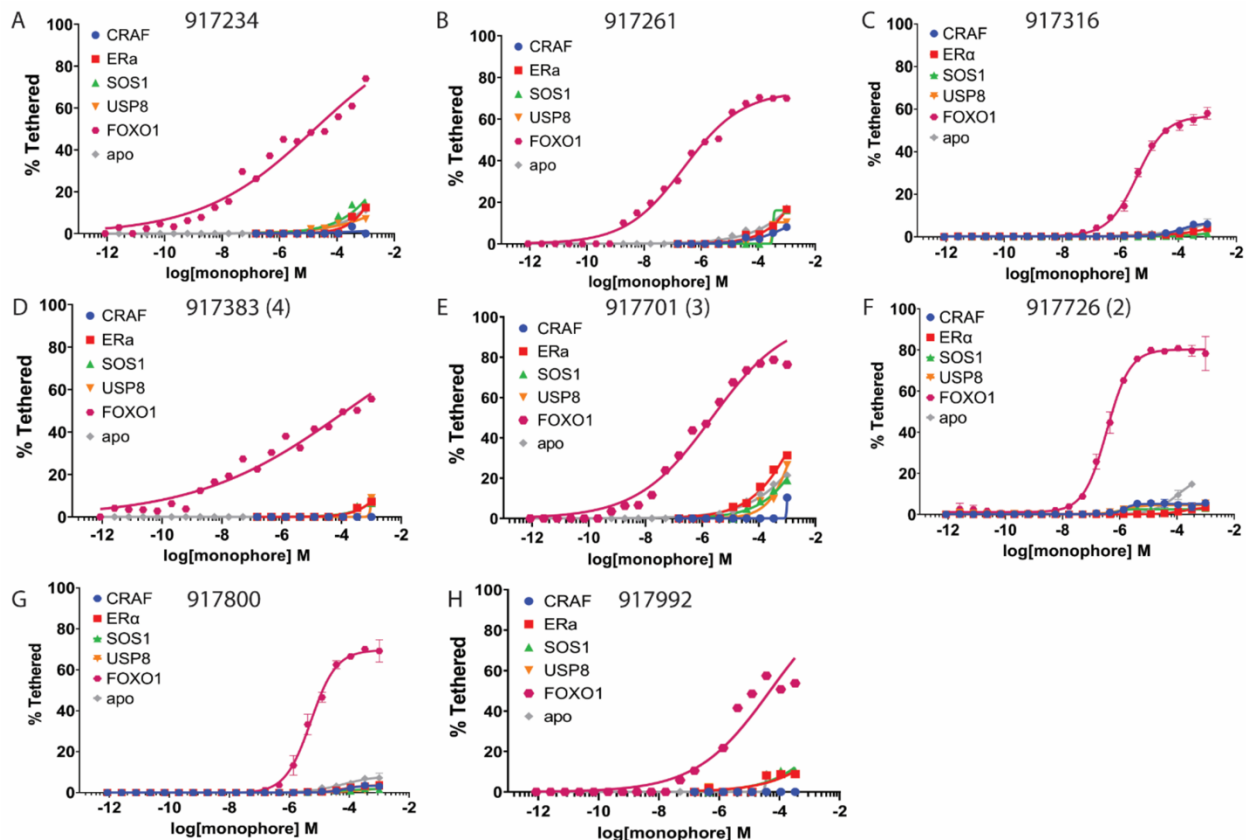 A 917234
100
80
60
40
20
0
% Tethered
CRAF
ERa
SOS1
USP8
FOXO1
apo
-12 -10 -8 -6 -4 -2
log[monophore] M
B 917261
100
80
60
40
20
0
% Tethered
CRAF
ERa
SOS1
USP8
FOXO1
apo
-12 -10 -8 -6 -4 -2
log[monophore] M
C 917316
100
80
60
40
20
0
% Tethered
CRAF
ERα
SOS1
USP8
FOXO1
apo
-12 -10 -8 -6 -4 -2
log[monophore] M
D 917383 (4)
100
80
60
40
20
0
% Tethered
CRAF
ERa
SOS1
USP8
FOXO1
apo
-12 -10 -8 -6 -4 -2
log[monophore] M
E 917701 (3)
100
80
60
40
20
0
% Tethered
CRAF
ERa
SOS1
USP8
FOXO1
apo
-12 -10 -8 -6 -4 -2
log[monophore] M
F 917726 (2)
100
80
60
40
20
0
% Tethered
CRAF
ERα
SOS1
USP8
FOXO1
apo
-12 -10 -8 -6 -4 -2
log[monophore] M
G 917800
100
80
60
40
20
0
% Tethered
CRAF
ERα
SOS1
USP8
FOXO1
apo
-12 -10 -8 -6 -4 -2
log[monophore] M
H 917992
100
80
60
40
20
0
% Tethered
CRAF
ERa
SOS1
USP8
FOXO1
apo
-12 -10 -8 -6 -4 -2
log[monophore] M